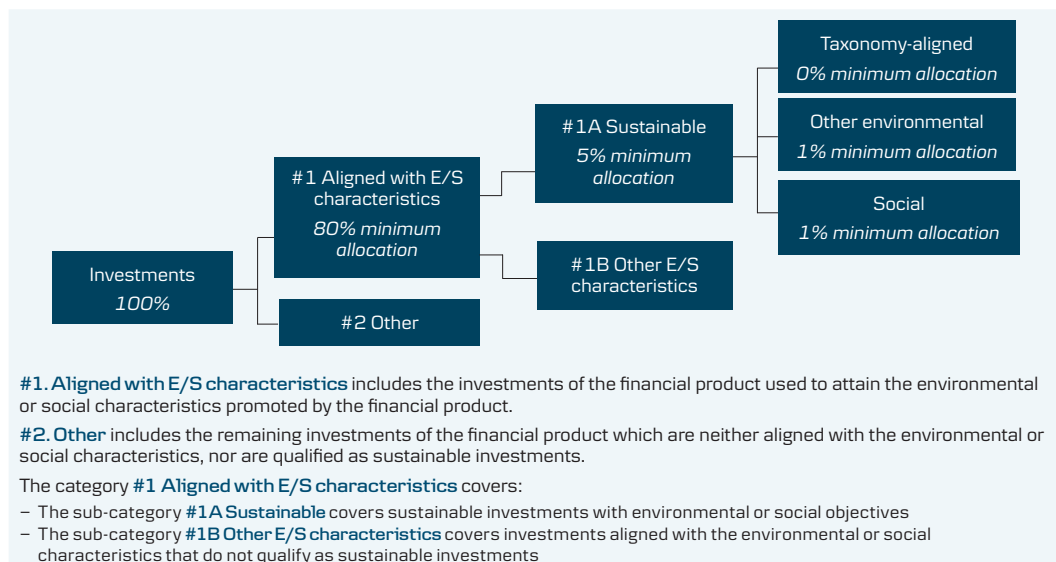 Taxonomy-aligned
0% minimum allocation
Other environmental
1% minimum allocation
Social
1% minimum allocation
#1A Sustainable
5% minimum
allocation
#1B Other E/S
characteristics
#1 Aligned with E/S
characteristics
80% minimum
allocation
#2 Other
Investments
100%
#1. Aligned with E/S characteristics includes the investments of the financial product used to attain the environmental
or social characteristics promoted by the financial product.
#2. Other includes the remaining investments of the financial product which are neither aligned with the environmental or
social characteristics, nor are qualified as sustainable investments.
The category #1 Aligned with E/S characteristics covers:
– The sub-category #1A Sustainable covers sustainable investments with environmental or social objectives
– The sub-category #1B Other E/S characteristics covers investments aligned with the environmental or social
characteristics that do not qualify as sustainable investments